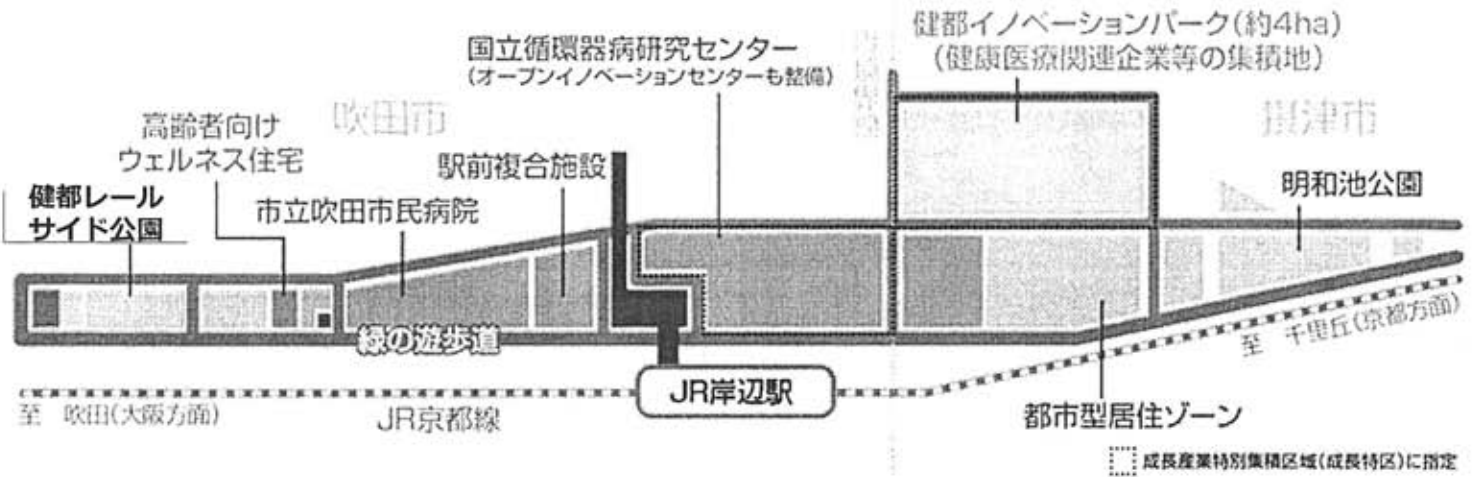 健都イノベーションパーク(約4ha)
(健康医療関連企業等の集積地)
国立循環器病研究センター
(オープンイノベーションセンターも整備)
吹田市
摂津市
高齢者向け
ウェルネス住宅
駅前複合施設
明和池公園
健都レール
サイド公園
市立吹田市民病院
緑の遊歩道
至 千里丘(京都方面)
JR岸辺駅
至 吹田(大阪方面)
JR京都線
都市型居住ゾーン
成長産業特別集積区域(成長特区)に指定